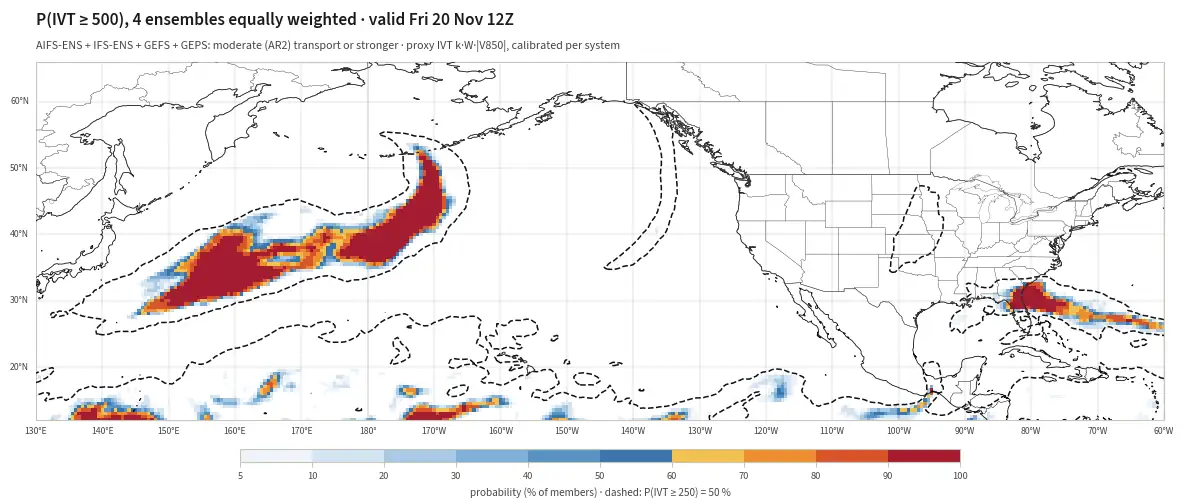 P(IVT ≥ 500), 4 ensembles equally weighted · valid Fri 20 Nov 12Z
AIFS-ENS + IFS-ENS + GEFS + GEPS: moderate (AR2) transport or stronger · proxy IVT k·W·|V850|, calibrated per system
60°N
50°N
40°N
30°N
20°N
130°E 140°E 150°E 160°E 170°E 180° 170°W 160°W 150°W 140°W 130°W 120°W 110°W 100°W 90°W 80°W 70°W 60°W
5 10 20 30 40 50 60 70 80 90 100
probability (% of members) · dashed: P(IVT ≥ 250) = 50 %